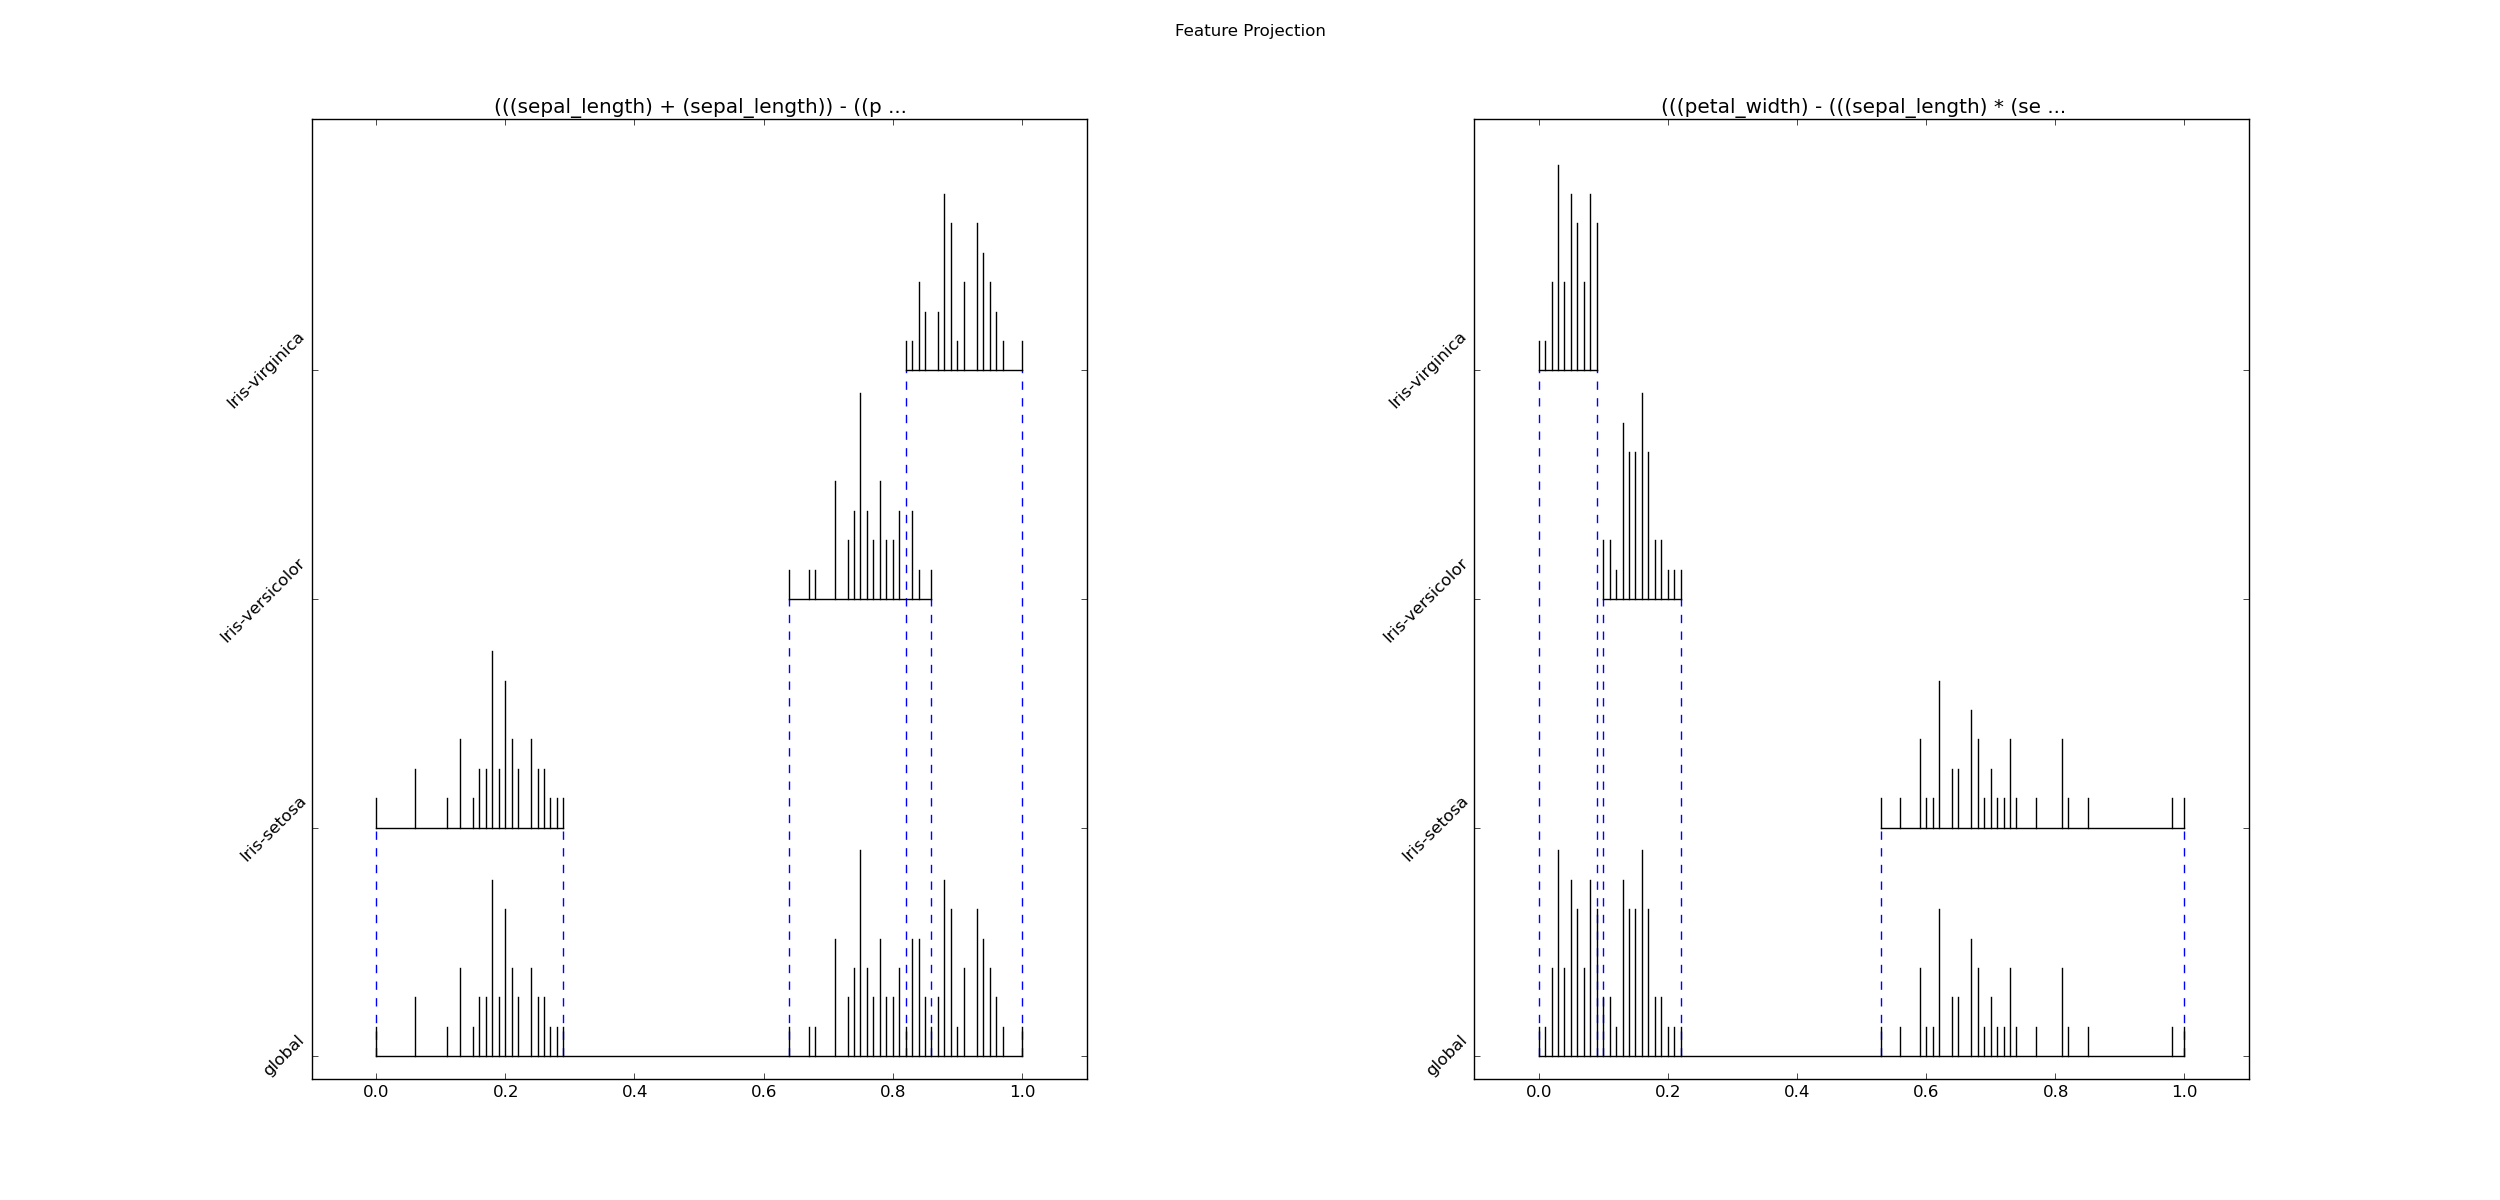 Feature Projection
(((sepal_length) + (sepal_length)) - ((p ...
Iris-virginica
Iris-versicolor
Iris-setosa
global
0.0 0.2 0.4 0.6 0.8 1.0
(((petal_width) - (((sepal_length) * (se ...
Iris-virginica
Iris-versicolor
Iris-setosa
global
0.0 0.2 0.4 0.6 0.8 1.0